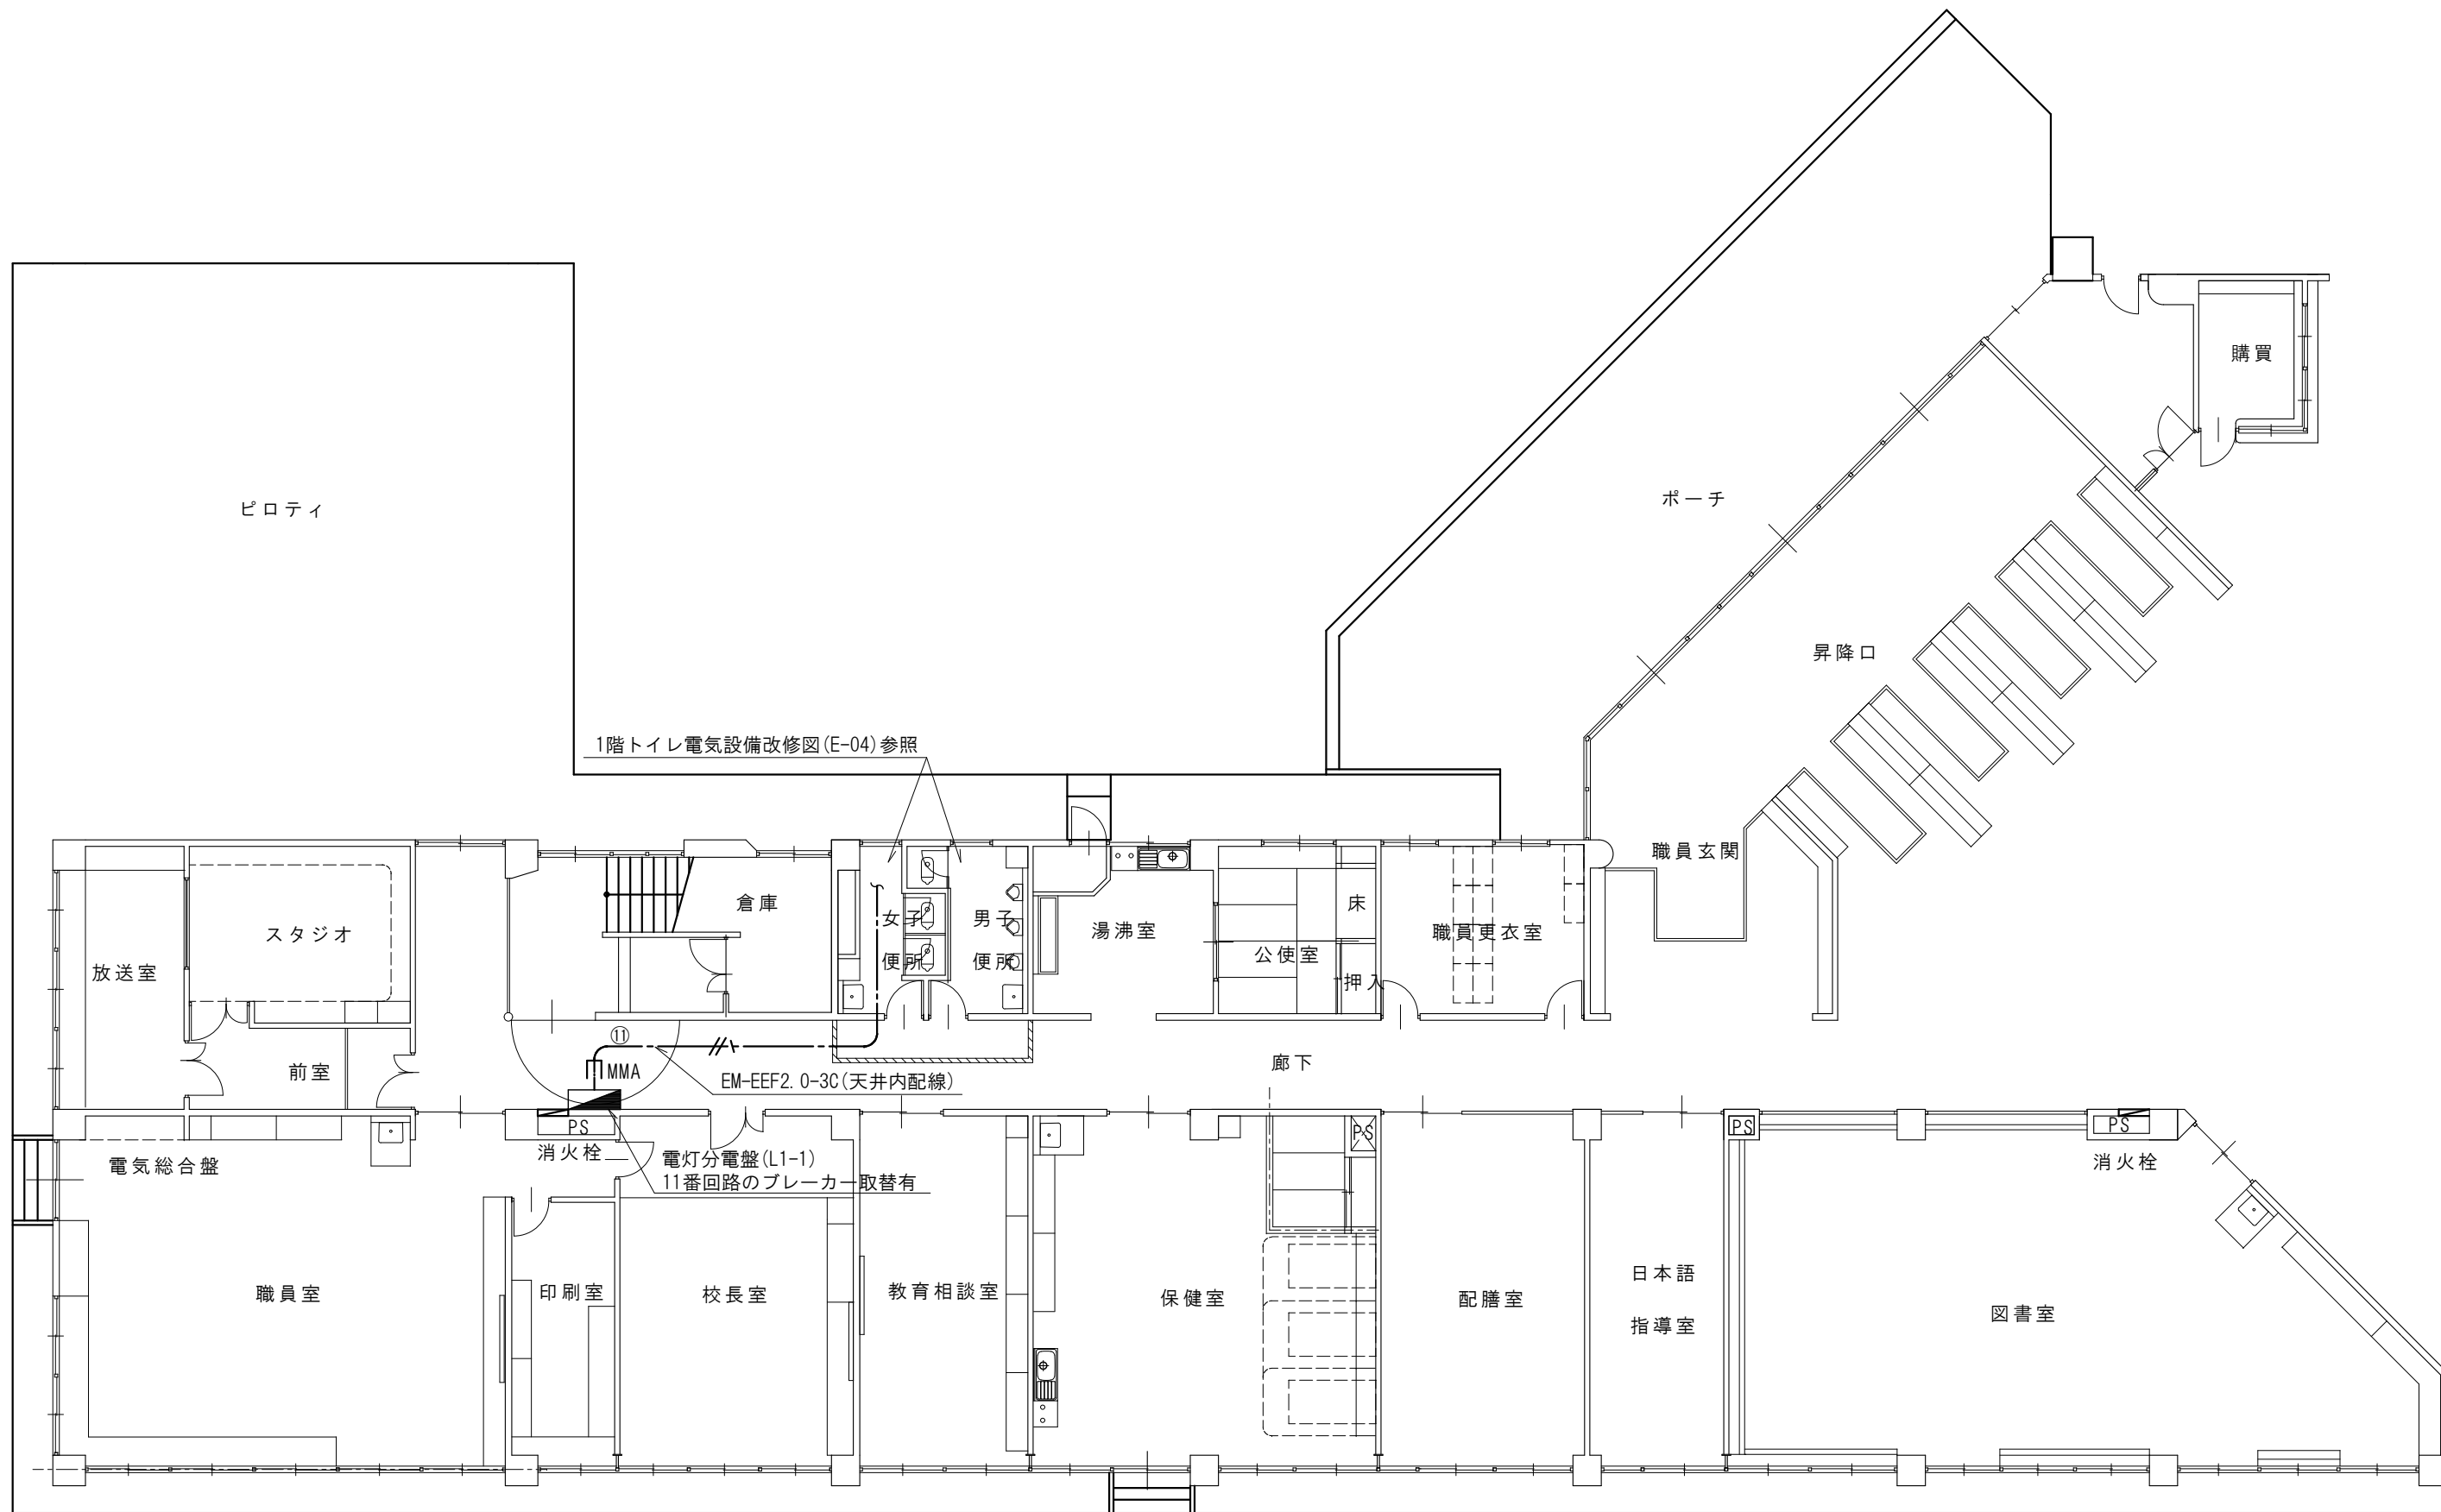 購買
ポーチ
ピロティ
昇降口
1階トイレ電気設備改修図(E-04)参照
職員玄関
倉庫
床
女子
便所
男子
便所
湯沸室
職員更衣室
スタジオ
公使室
放送室
押入
⑪
廊下
前室
MMA
EM-EEF2.0-3C(天井内配線)
PS
PS
PS
PS
消火栓
電灯分電盤(L1-1)
11番回路のブレーカー取替有
電気総合盤
消火栓
日本語
指導室
職員室
印刷室
校長室
教育相談室
保健室
配膳室
図書室